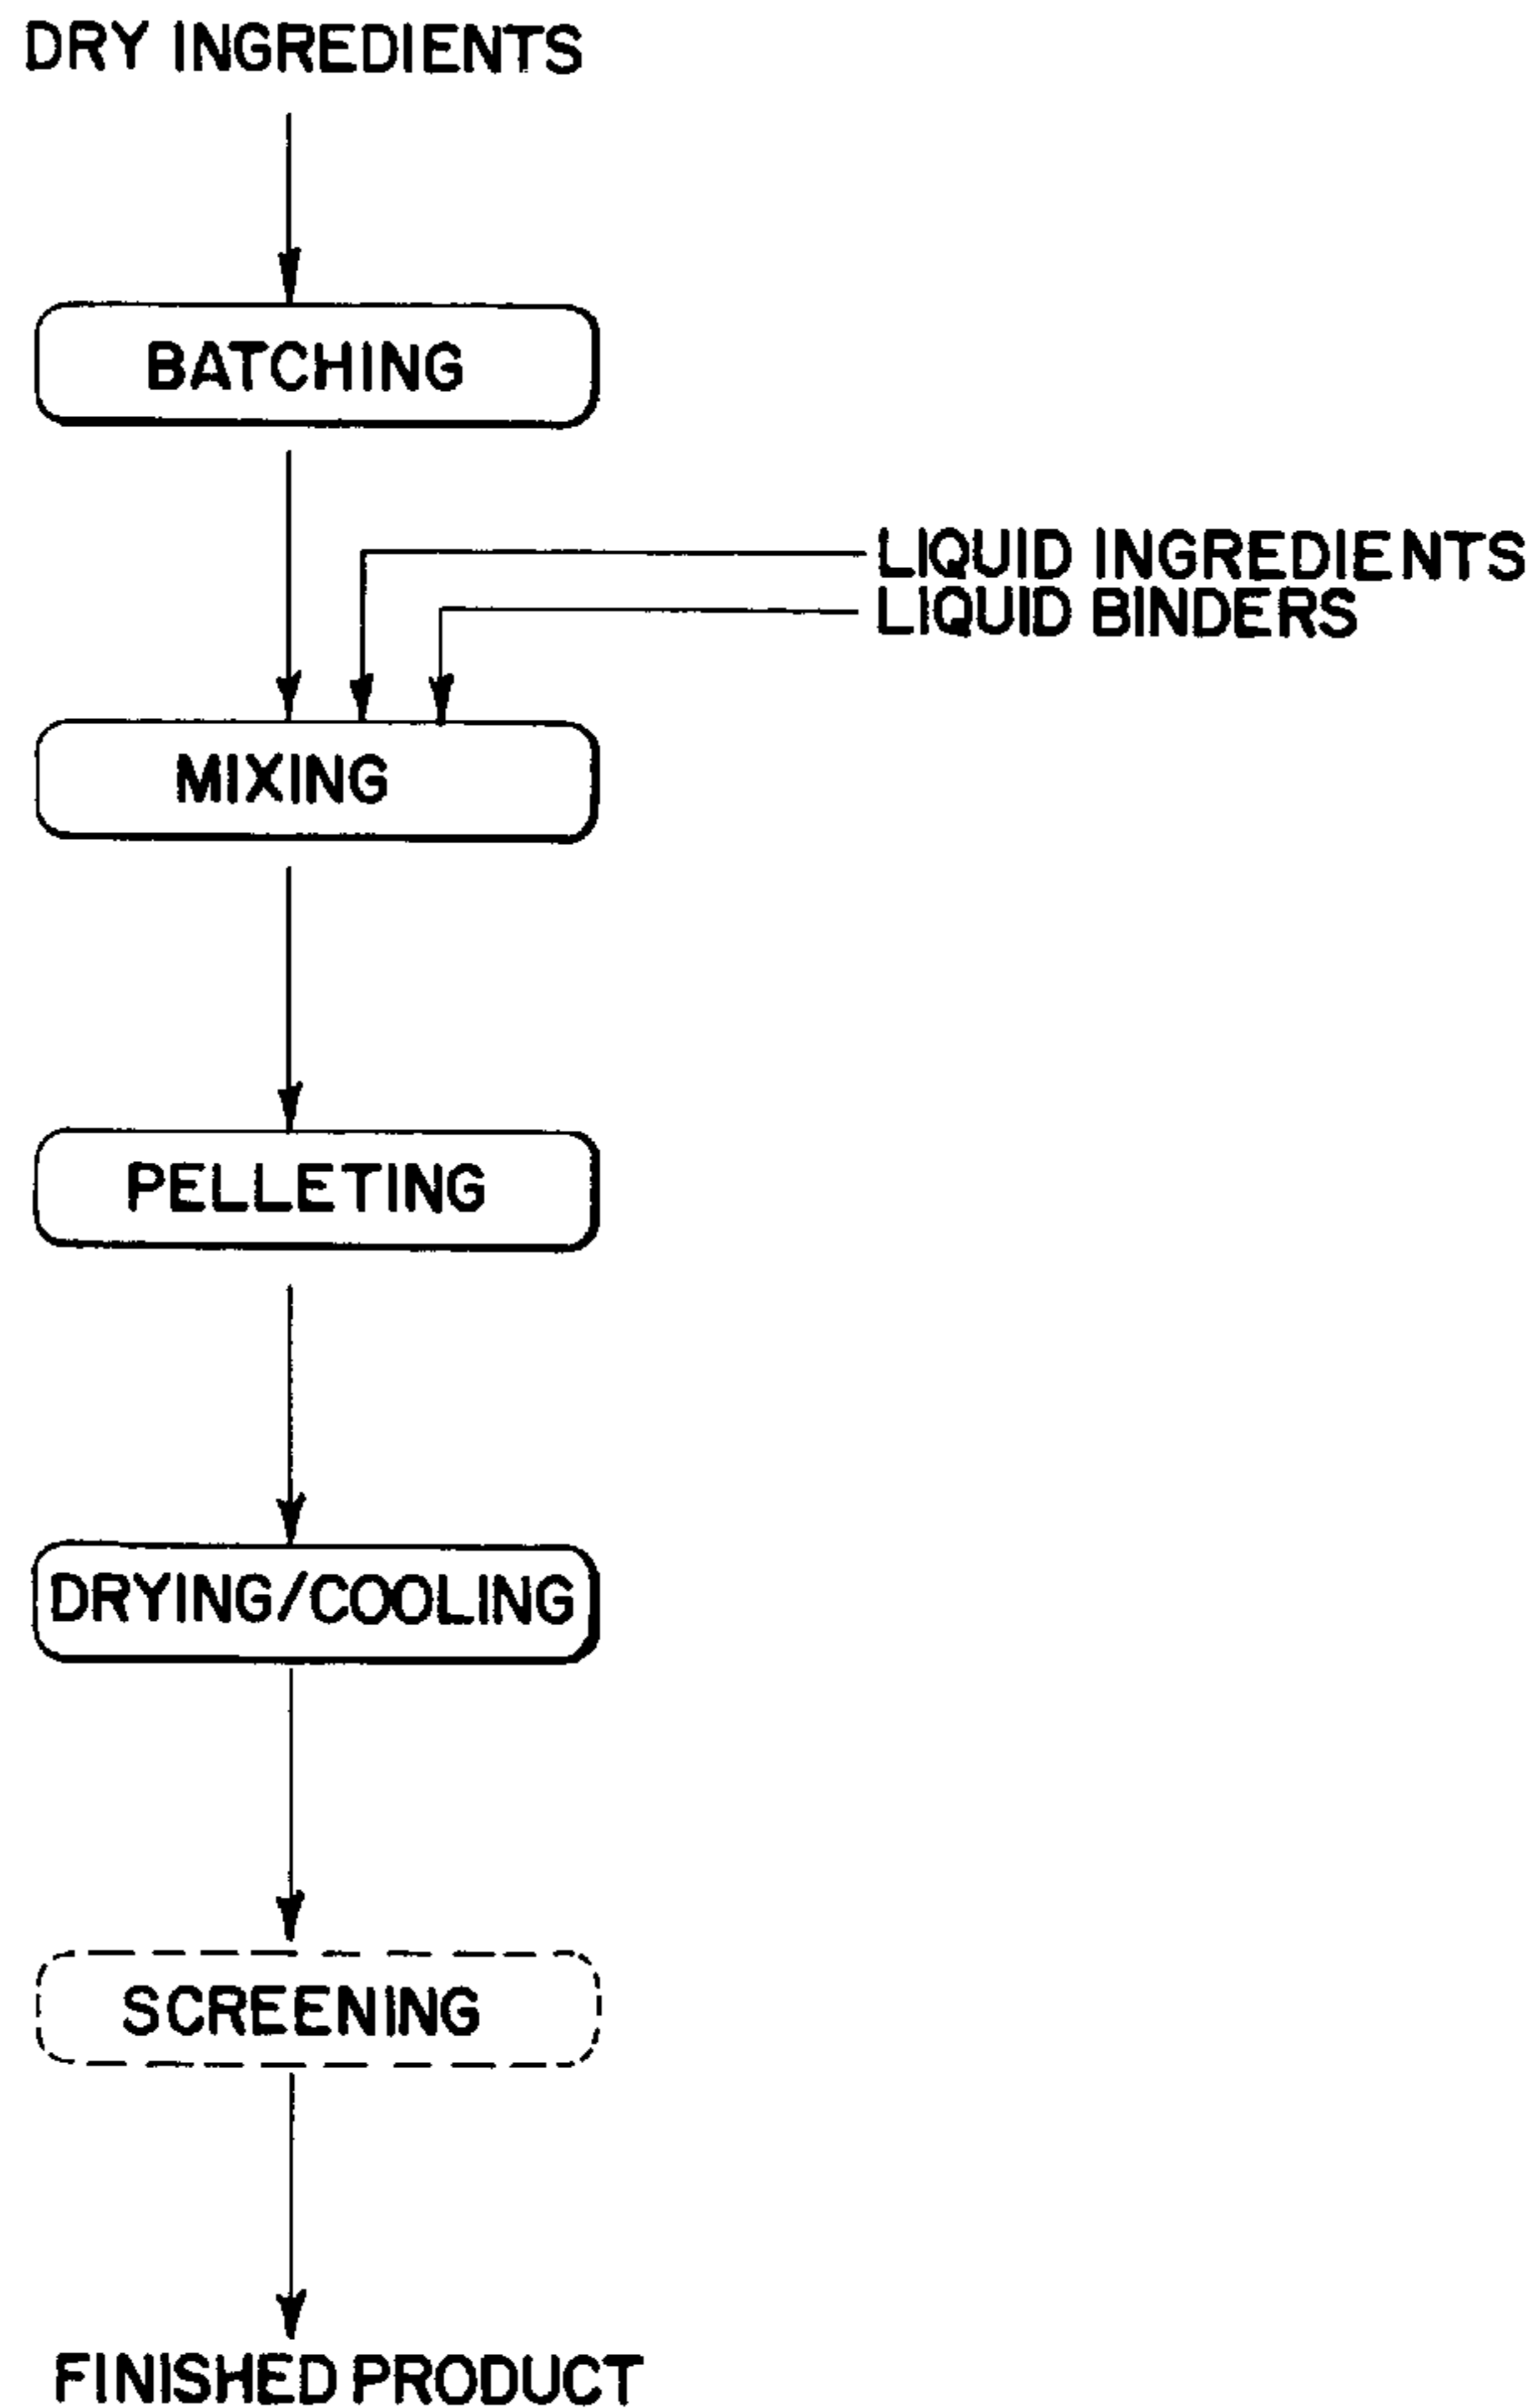 DRY INGREDIENTS
BATCHING
LIQUID INGREDIENTS
LIQUID BINDERS
MIXING
PELLETING
DRYING/COOLING
SCREENING
FINISHED PRODUCT